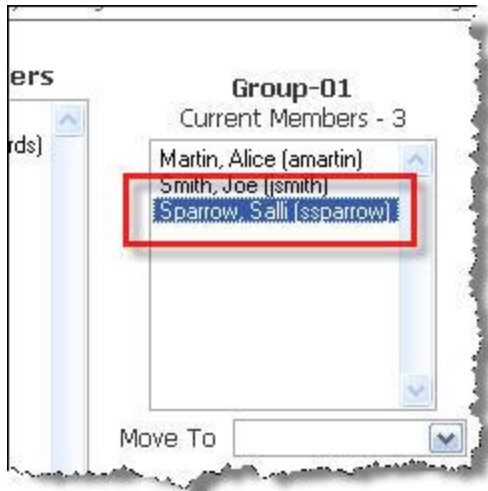 ers
rds)
Group-01
Current Members - 3
Martin, Alice (amartin)
Smith, Joe (jsmith)
Sparrow, Salli (ssparrow)
Move To